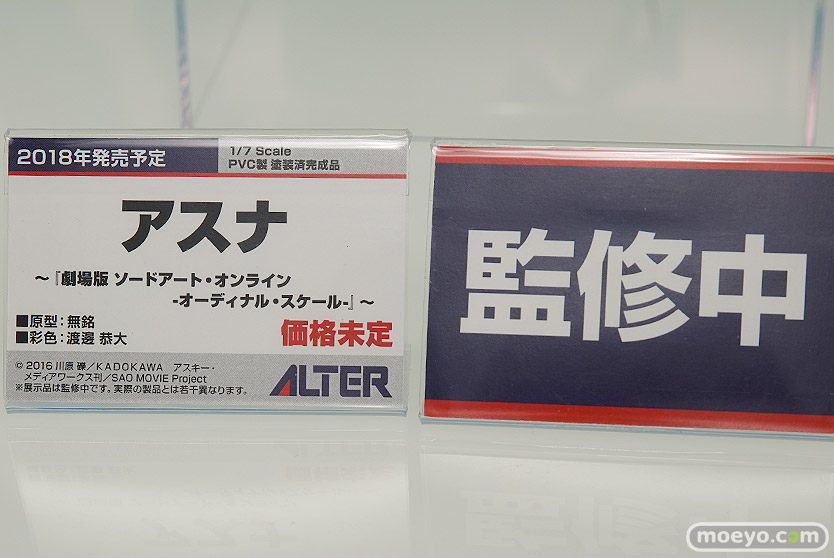 2018年発売予定
1/7 Scale
PVC製 塗装済完成品
アスナ
～『劇場版 ソードアート・オンライン
-オーディナル・スケール-』～
■原型：無銘
■彩色：渡邊 恭大
価格未定
© 2016 川原 礫／KADOKAWA アスキー・
メディアワークス刊／SAO MOVIE Project
※展示品は監修中です。実際の製品とは若干異なります。
ALTER
監修中
moeyo.com